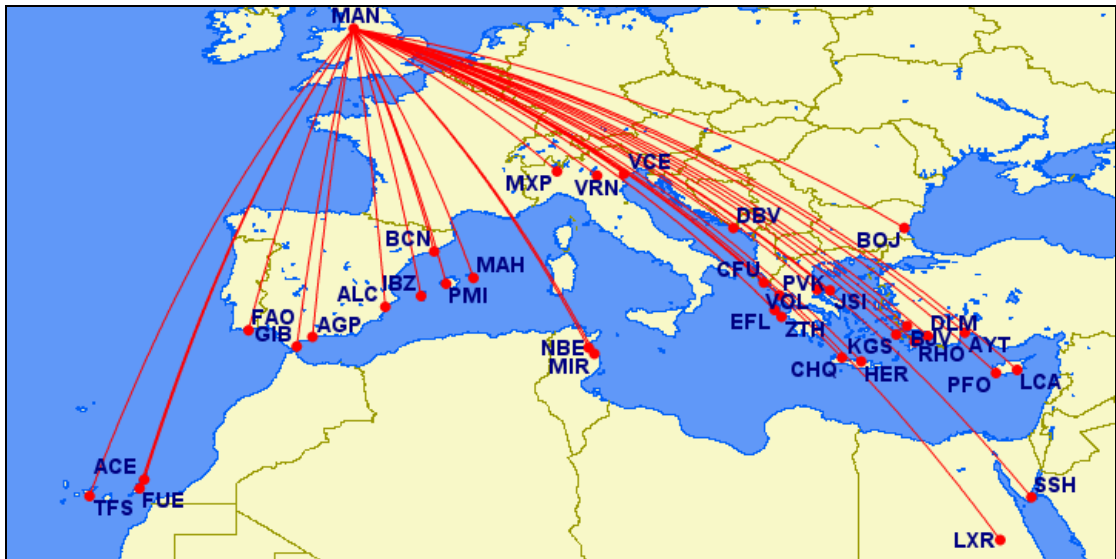 MAN
VCE
MXP
VRN
DBV
BOJ
BCN
MAH
CFU
PVK
IBZ
PMI
ALC
VOL
JSI
FAO
AGP
EFL
ZTH
DLM
GIB
KGS
BJV
AYT
RHO
NBE
MIR
CHQ
HER
PFO
LCA
ACE
TFS
FUE
SSH
LXR